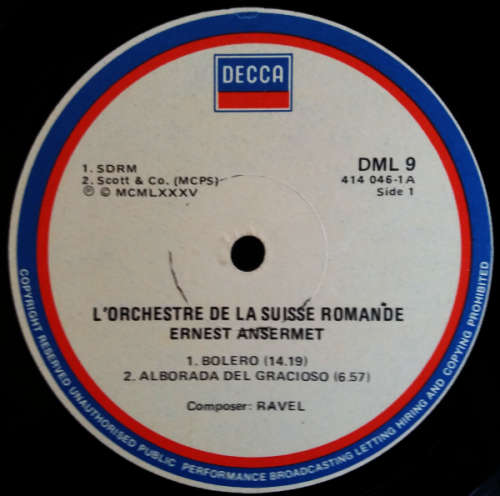 DECCA
1. SDRM
2. Scott & Co. (MCPS)
Ⓟ © MCMLXXXV
DML 9
414 046-1A
Side 1
L'ORCHESTRE DE LA SUISSE ROMANDE
ERNEST ANSERMET
1. BOLERO (14.19)
2. ALBORADA DEL GRACIOSO (6.57)
Composer: RAVEL
COPYRIGHT RESERVED UNAUTHORISED PUBLIC PERFORMANCE BROADCASTING LETTING HIRING AND COPYING PROHIBITED